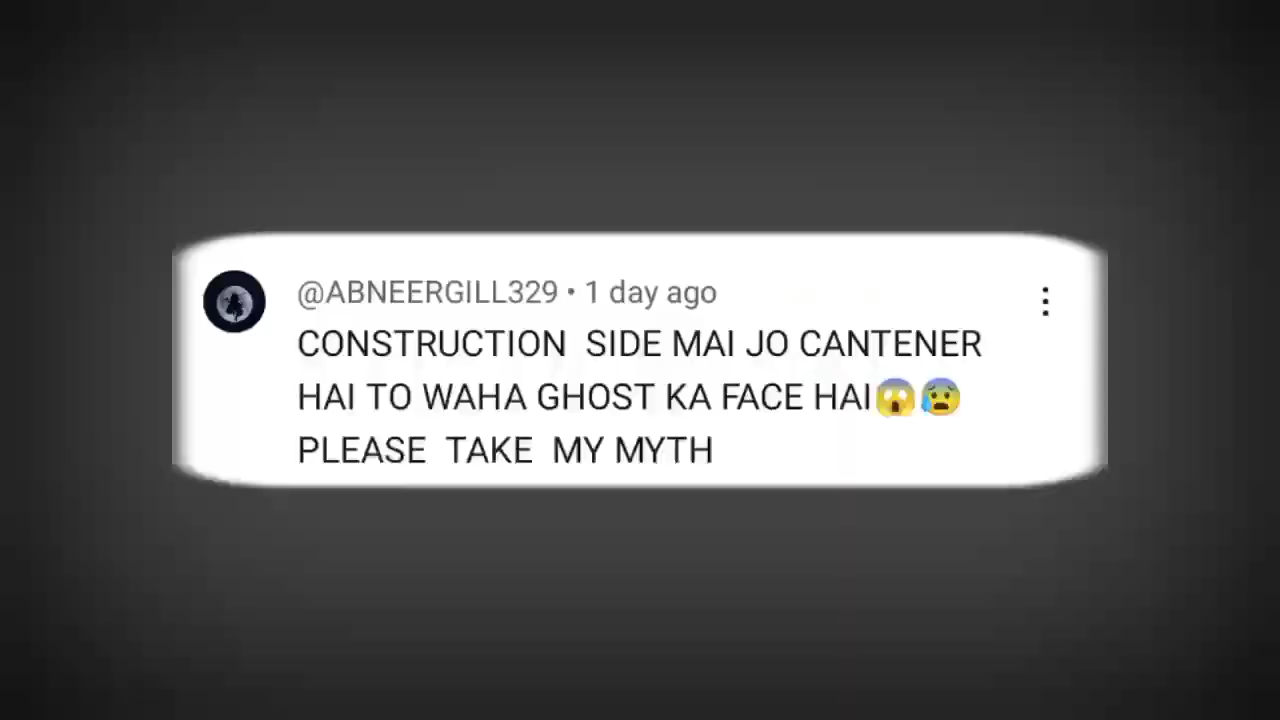 @ABNEERGILL329 • 1 day ago
CONSTRUCTION  SIDE MAI JO CANTENER
HAI TO WAHA GHOST KA FACE HAI😱😰
PLEASE  TAKE  MY MYTH